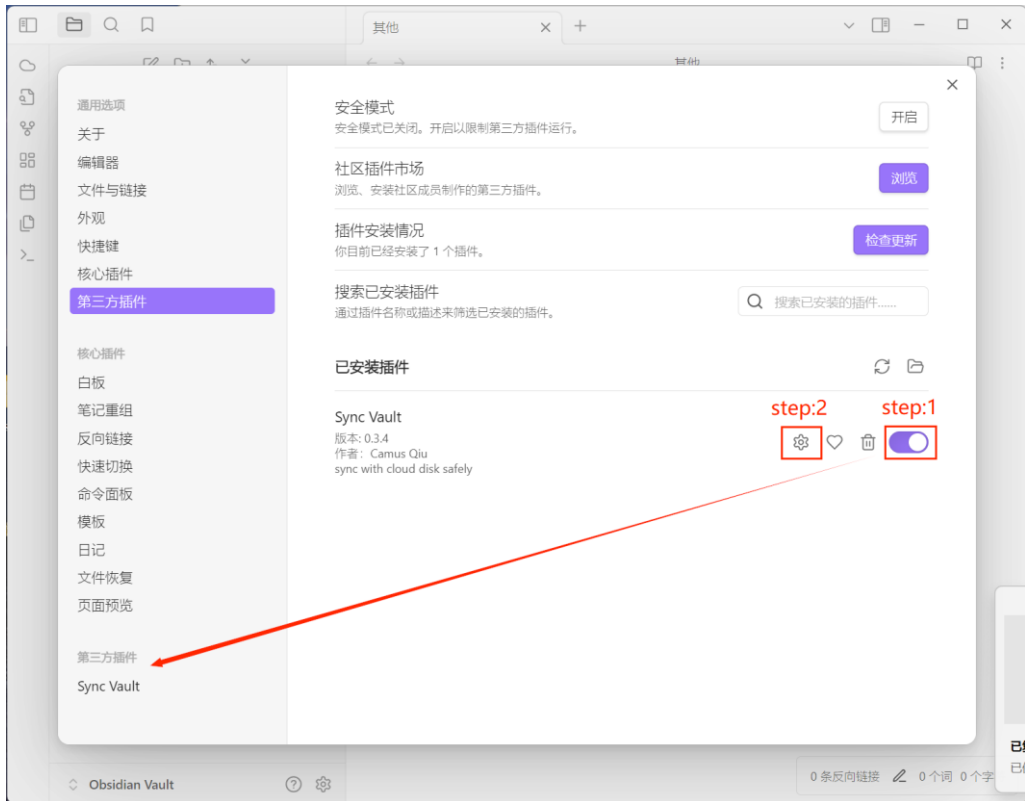 其他
其他
通用选项
关于
编辑器
文件与链接
外观
快捷键
核心插件
第三方插件
核心插件
白板
笔记重组
反向链接
快速切换
命令面板
模板
日记
文件恢复
页面预览
第三方插件
Sync Vault
安全模式
安全模式已关闭。开启以限制第三方插件运行。
开启
社区插件市场
浏览、安装社区成员制作的第三方插件。
浏览
插件安装情况
你目前已经安装了 1 个插件。
检查更新
搜索已安装插件
通过插件名称或描述来筛选已安装的插件。
搜索已安装的插件......
已安装插件
step:2
step:1
Sync Vault
版本: 0.3.4
作者: Camus Qiu
sync with cloud disk safely
Obsidian Vault
0 条反向链接 0 个词 0 个字